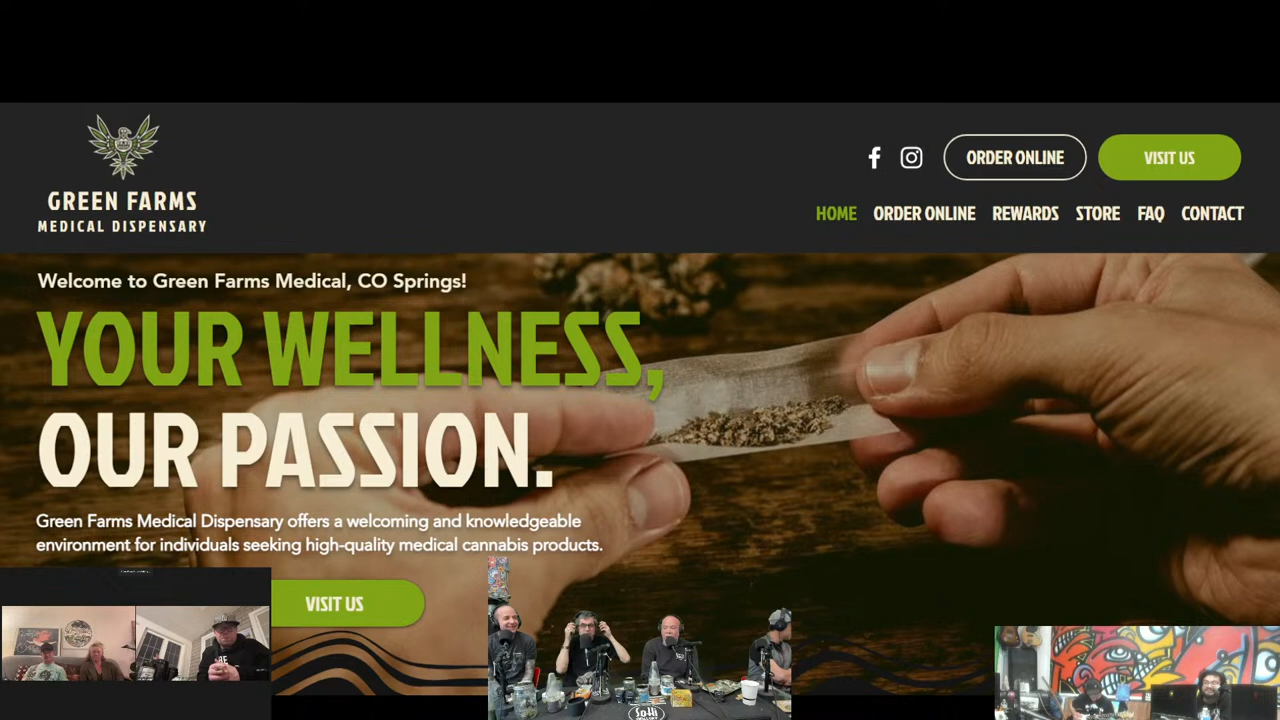 GREEN FARMS
MEDICAL DISPENSARY
ORDER ONLINE
VISIT US
HOME
ORDER ONLINE
REWARDS
STORE
FAQ
CONTACT
Welcome to Green Farms Medical, CO Springs!
YOUR WELLNESS,
OUR PASSION.
Green Farms Medical Dispensary offers a welcoming and knowledgeable
environment for individuals seeking high-quality medical cannabis products.
VISIT US